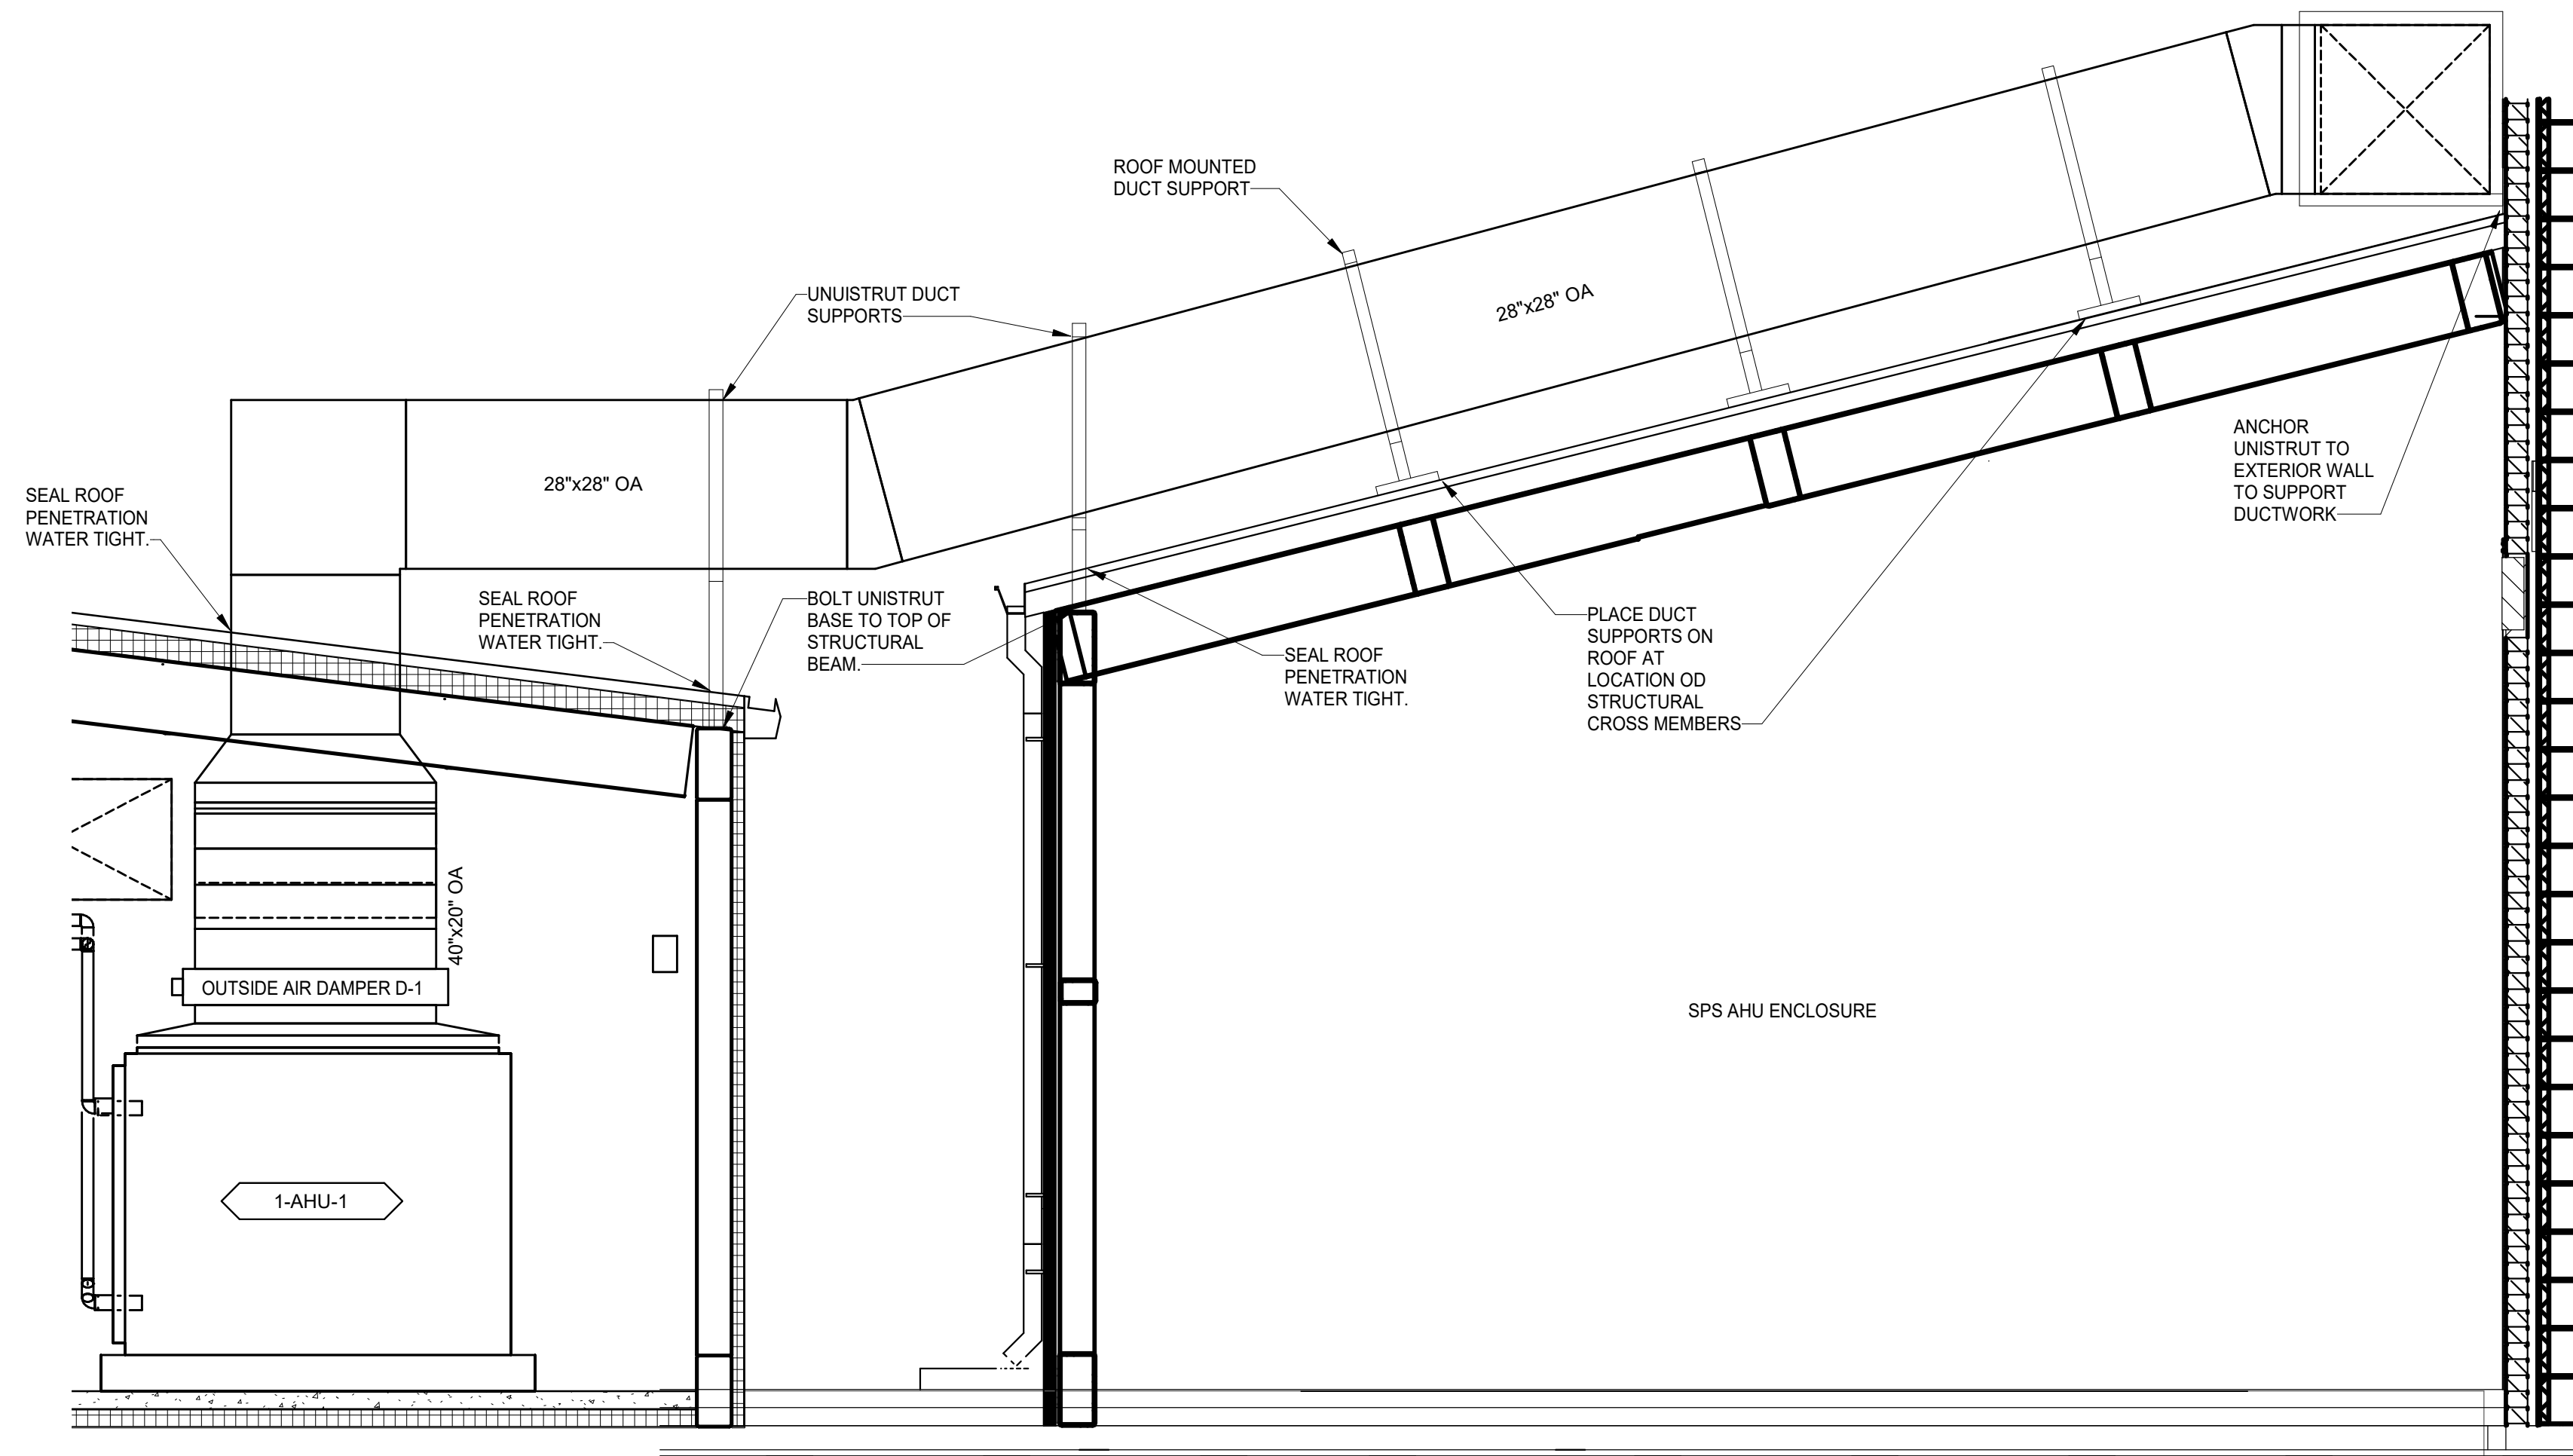 ROOF MOUNTED
DUCT SUPPORT
UNUISTRUT DUCT
SUPPORTS
28"x28" OA
ANCHOR
UNISTRUT TO
EXTERIOR WALL
TO SUPPORT
DUCTWORK
28"x28" OA
SEAL ROOF
PENETRATION
WATER TIGHT.
SEAL ROOF
PENETRATION
WATER TIGHT.
BOLT UNISTRUT
BASE TO TOP OF
STRUCTURAL
BEAM.
SEAL ROOF
PENETRATION
WATER TIGHT.
PLACE DUCT
SUPPORTS ON
ROOF AT
LOCATION OD
STRUCTURAL
CROSS MEMBERS
40"x20" OA
OUTSIDE AIR DAMPER D-1
SPS AHU ENCLOSURE
1-AHU-1